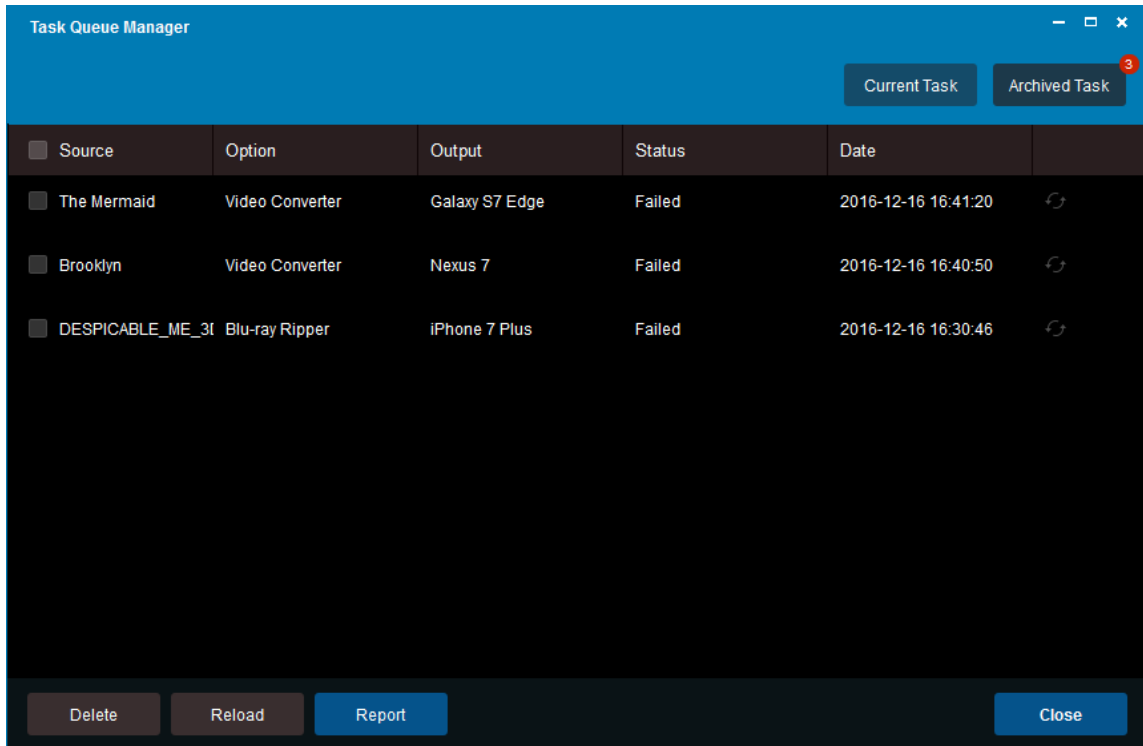 Task Queue Manager
3
Current Task Archived Task
Source Option Output Status Date
The Mermaid Video Converter Galaxy S7 Edge Failed 2016-12-16 16:41:20
Brooklyn Video Converter Nexus 7 Failed 2016-12-16 16:40:50
DESPICABLE_ME_3 Blu-ray Ripper iPhone 7 Plus Failed 2016-12-16 16:30:46
Delete Reload Report Close